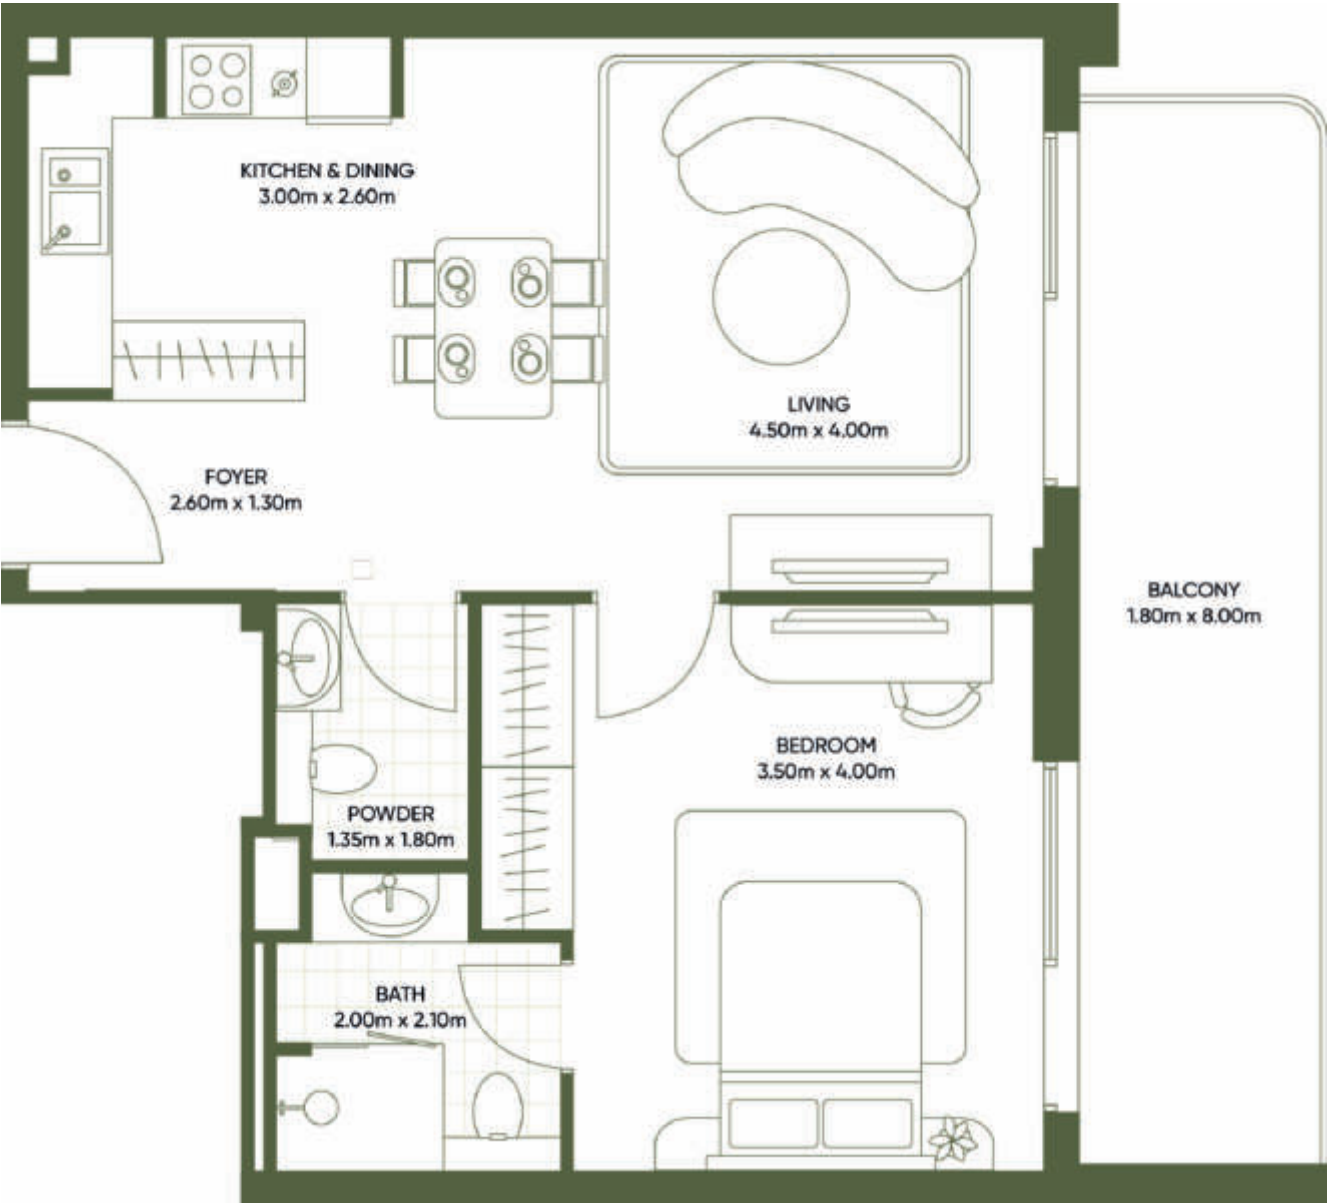 KITCHEN & DINING
3.00m x 2.60m
LIVING
4.50m x 4.00m
FOYER
2.60m x 1.30m
BALCONY
1.80m x 8.00m
BEDROOM
3.50m x 4.00m
POWDER
1.35m x 1.80m
BATH
2.00m x 2.10m